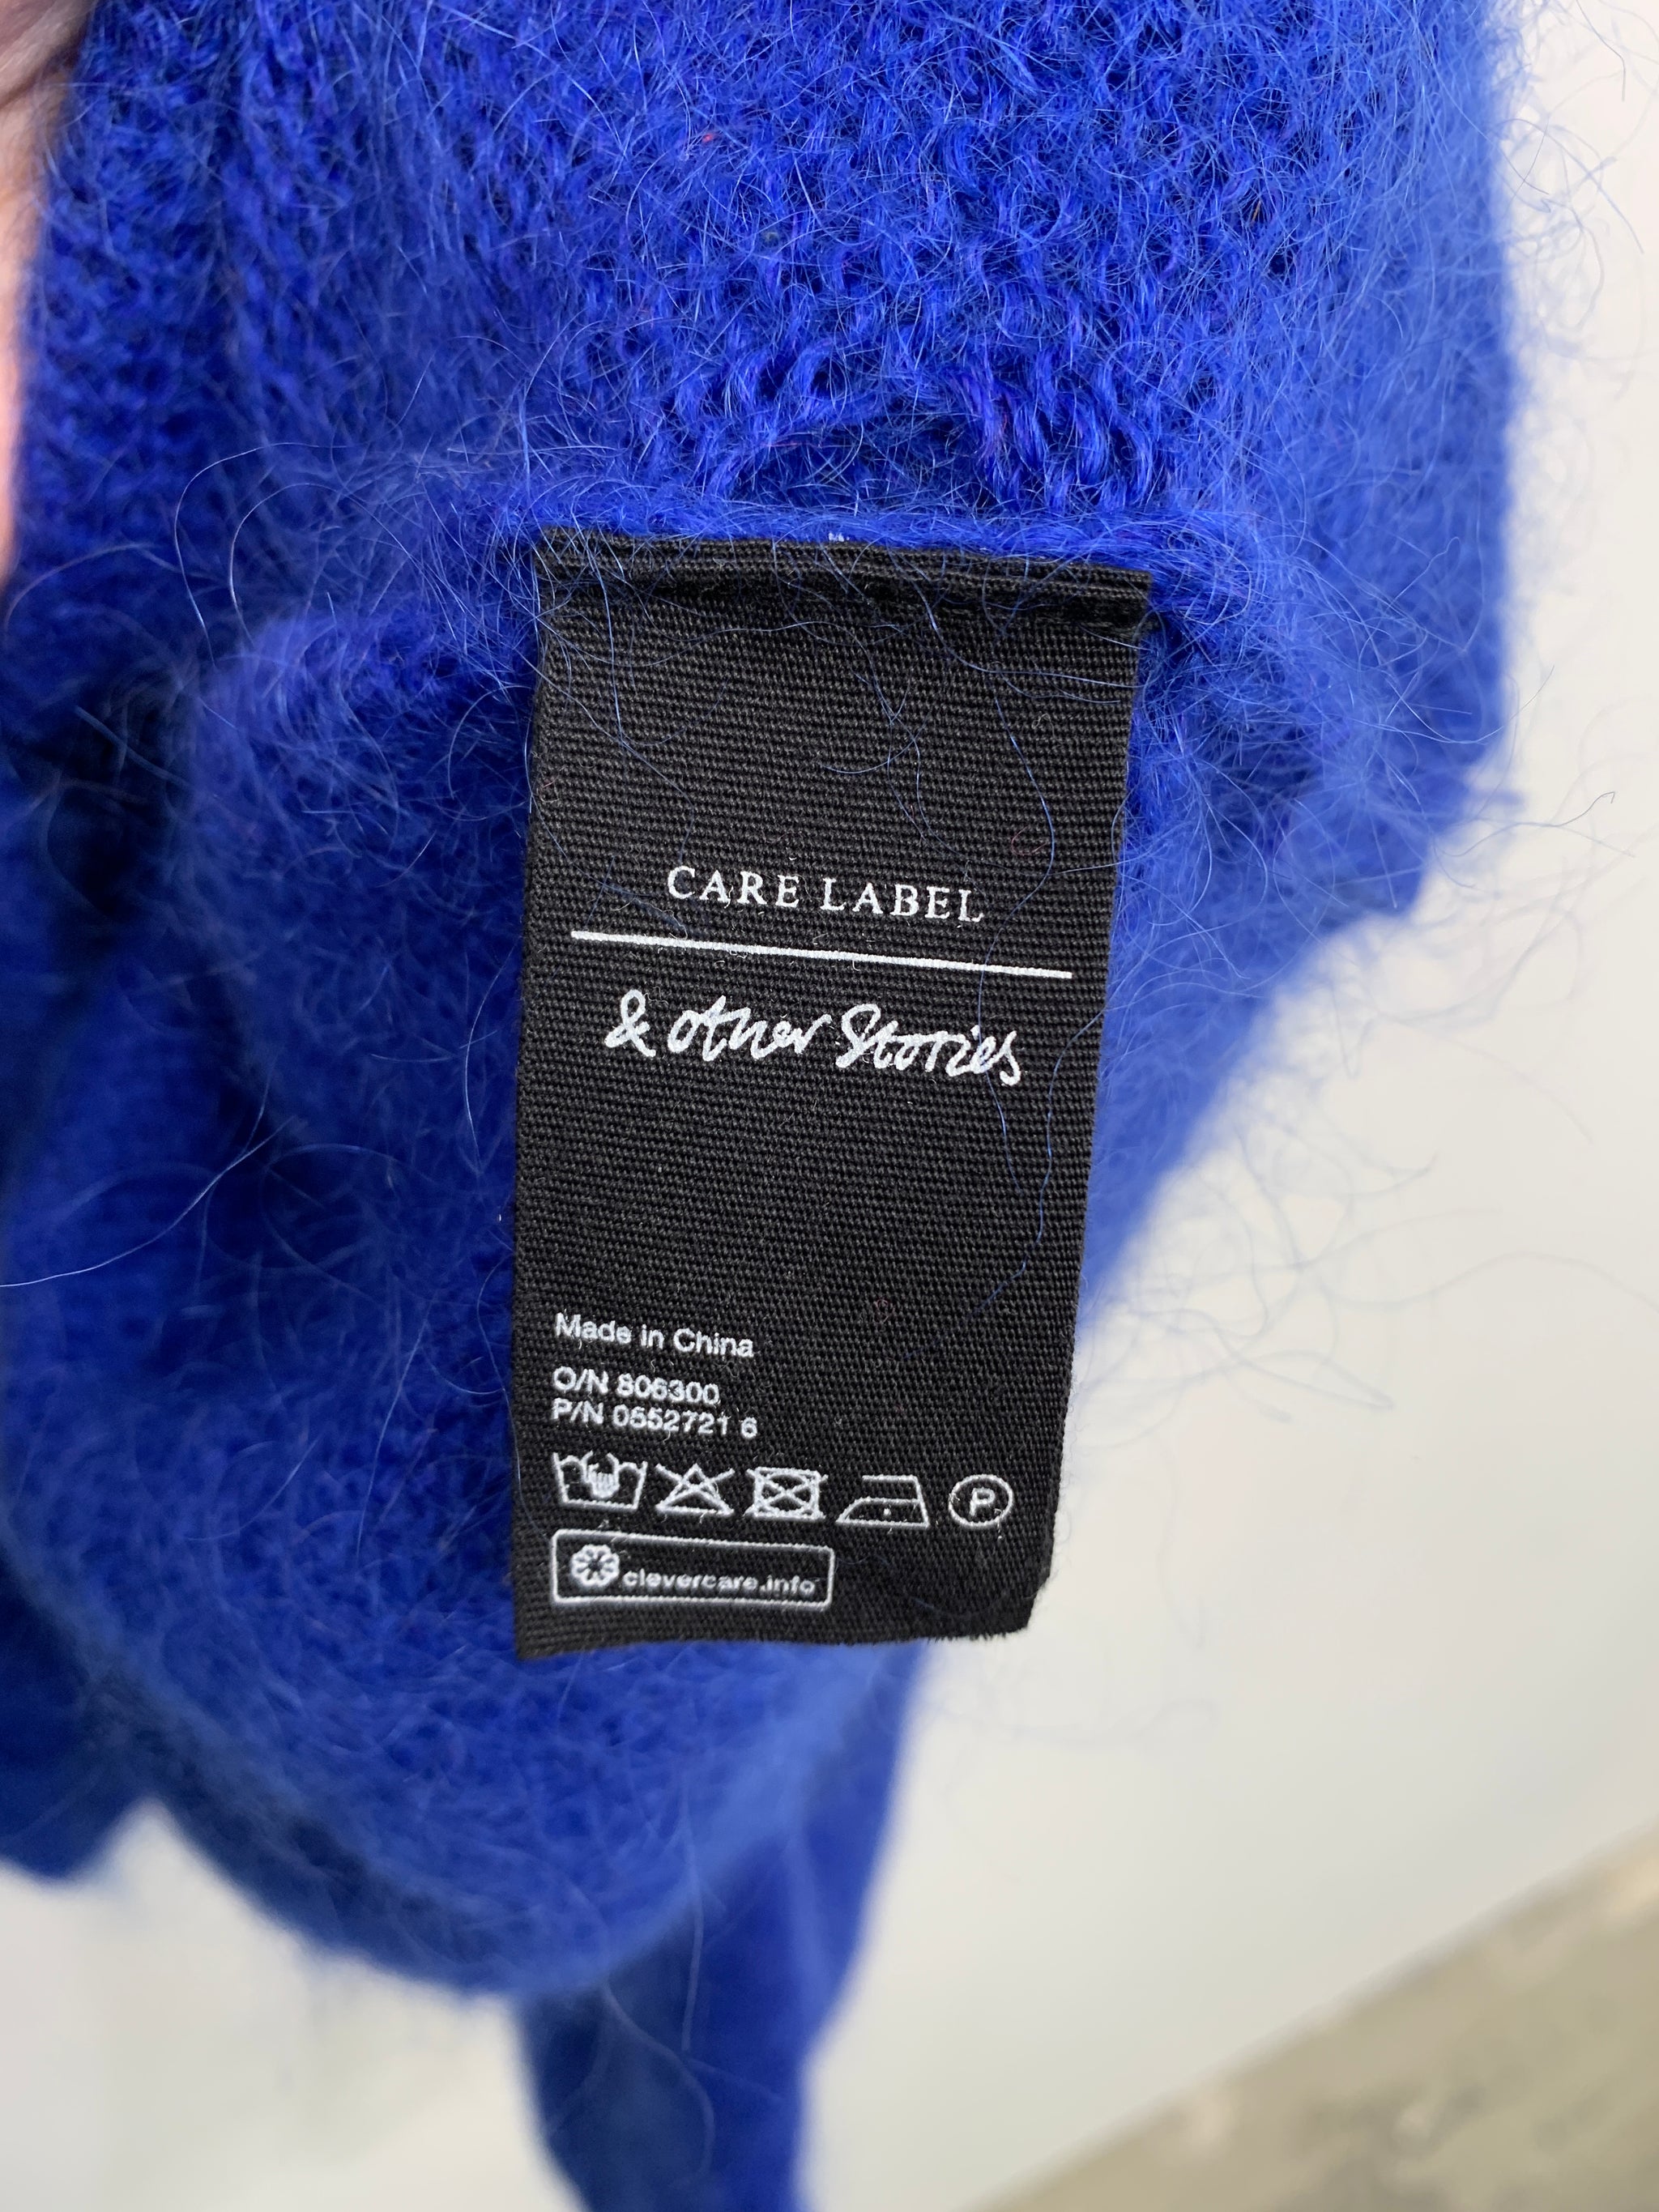 CARE LABEL
& other Stories
Made in China
O/N 806300
P/N 0552721 6
P
clevercare.info